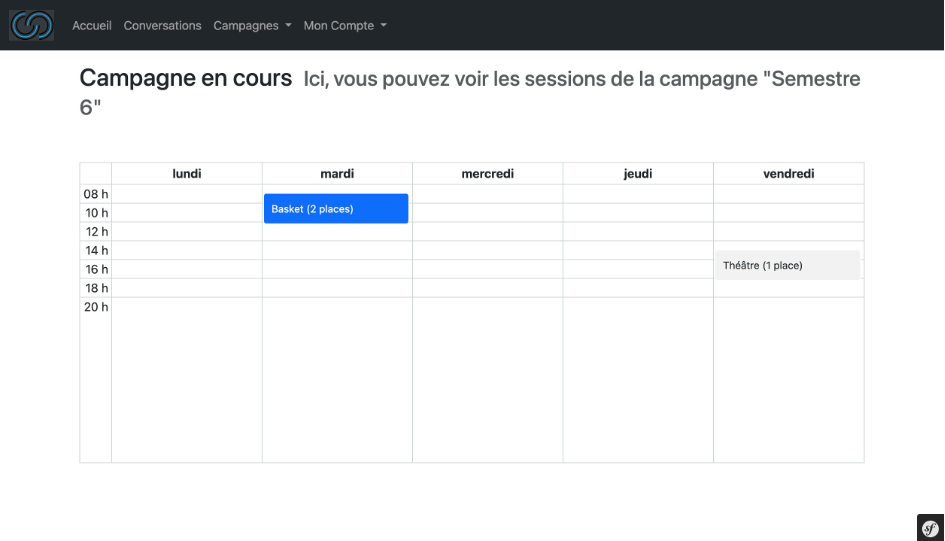 Accueil Conversations Campagnes Mon Compte
Campagne en cours Ici, vous pouvez voir les sessions de la campagne "Semestre
6"
lundi mardi mercredi jeudi vendredi
08 h
Basket (2 places)
10 h
12 h
14 h
Théâtre (1 place)
16 h
18 h
20 h
sf